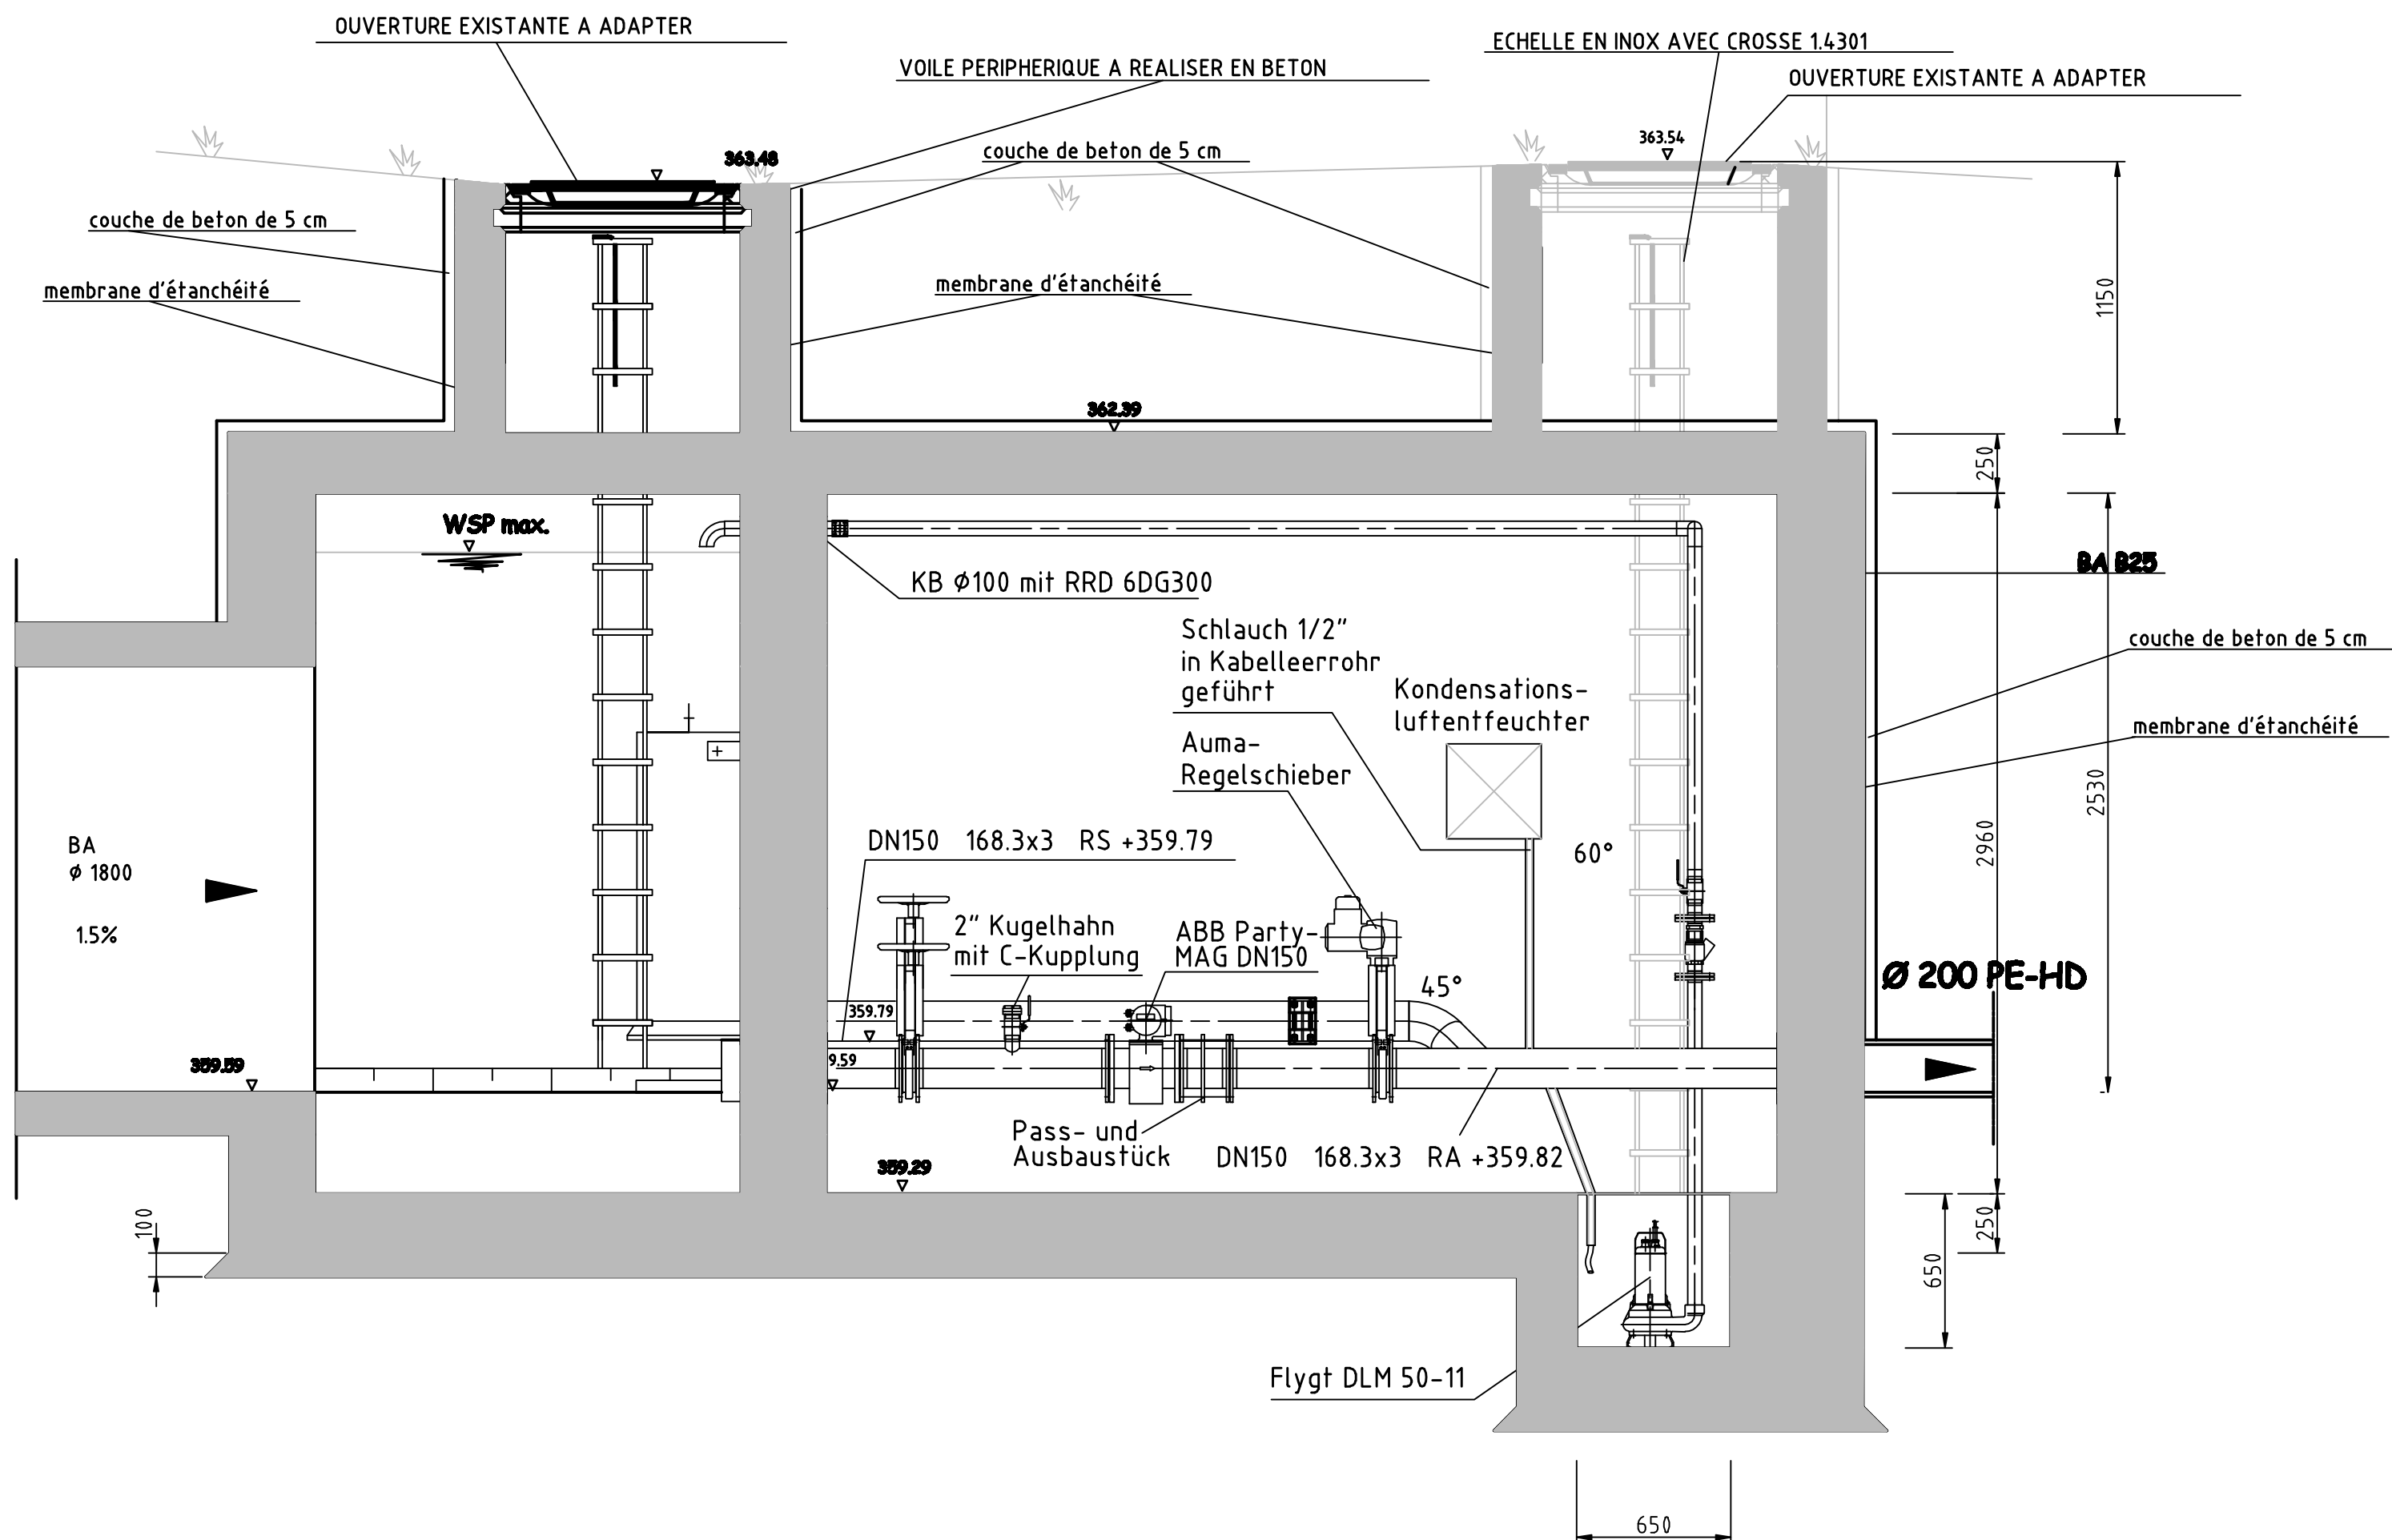 OUVERTURE EXISTANTE A ADAPTER
ECHELLE EN INOX AVEC CROSSE 1.4301
VOILE PERIPHERIQUE A REALISER EN BETON
OUVERTURE EXISTANTE A ADAPTER
363.48
couche de beton de 5 cm
363.54
couche de beton de 5 cm
membrane d'étanchéité
membrane d'étanchéité
1150
362.39
250
WSP max.
BA B25
KB Ø100 mit RRD 6DG300
Schlauch 1/2"
in Kabelleerrohr
geführt
couche de beton de 5 cm
Kondensations-
luftentfeuchter
membrane d'étanchéité
Auma-
Regelschieber
2530
2960
BA
Ø 1800
1.5%
DN150 168.3x3 RS +359.79
60°
2" Kugelhahn
mit C-Kupplung
ABB Party-
MAG DN150
45°
Ø 200 PE-HD
359.79
359.59
9.59
Pass- und
Ausbaustück
DN150 168.3x3 RA +359.82
359.29
100
250
650
Flygt DLM 50-11
650